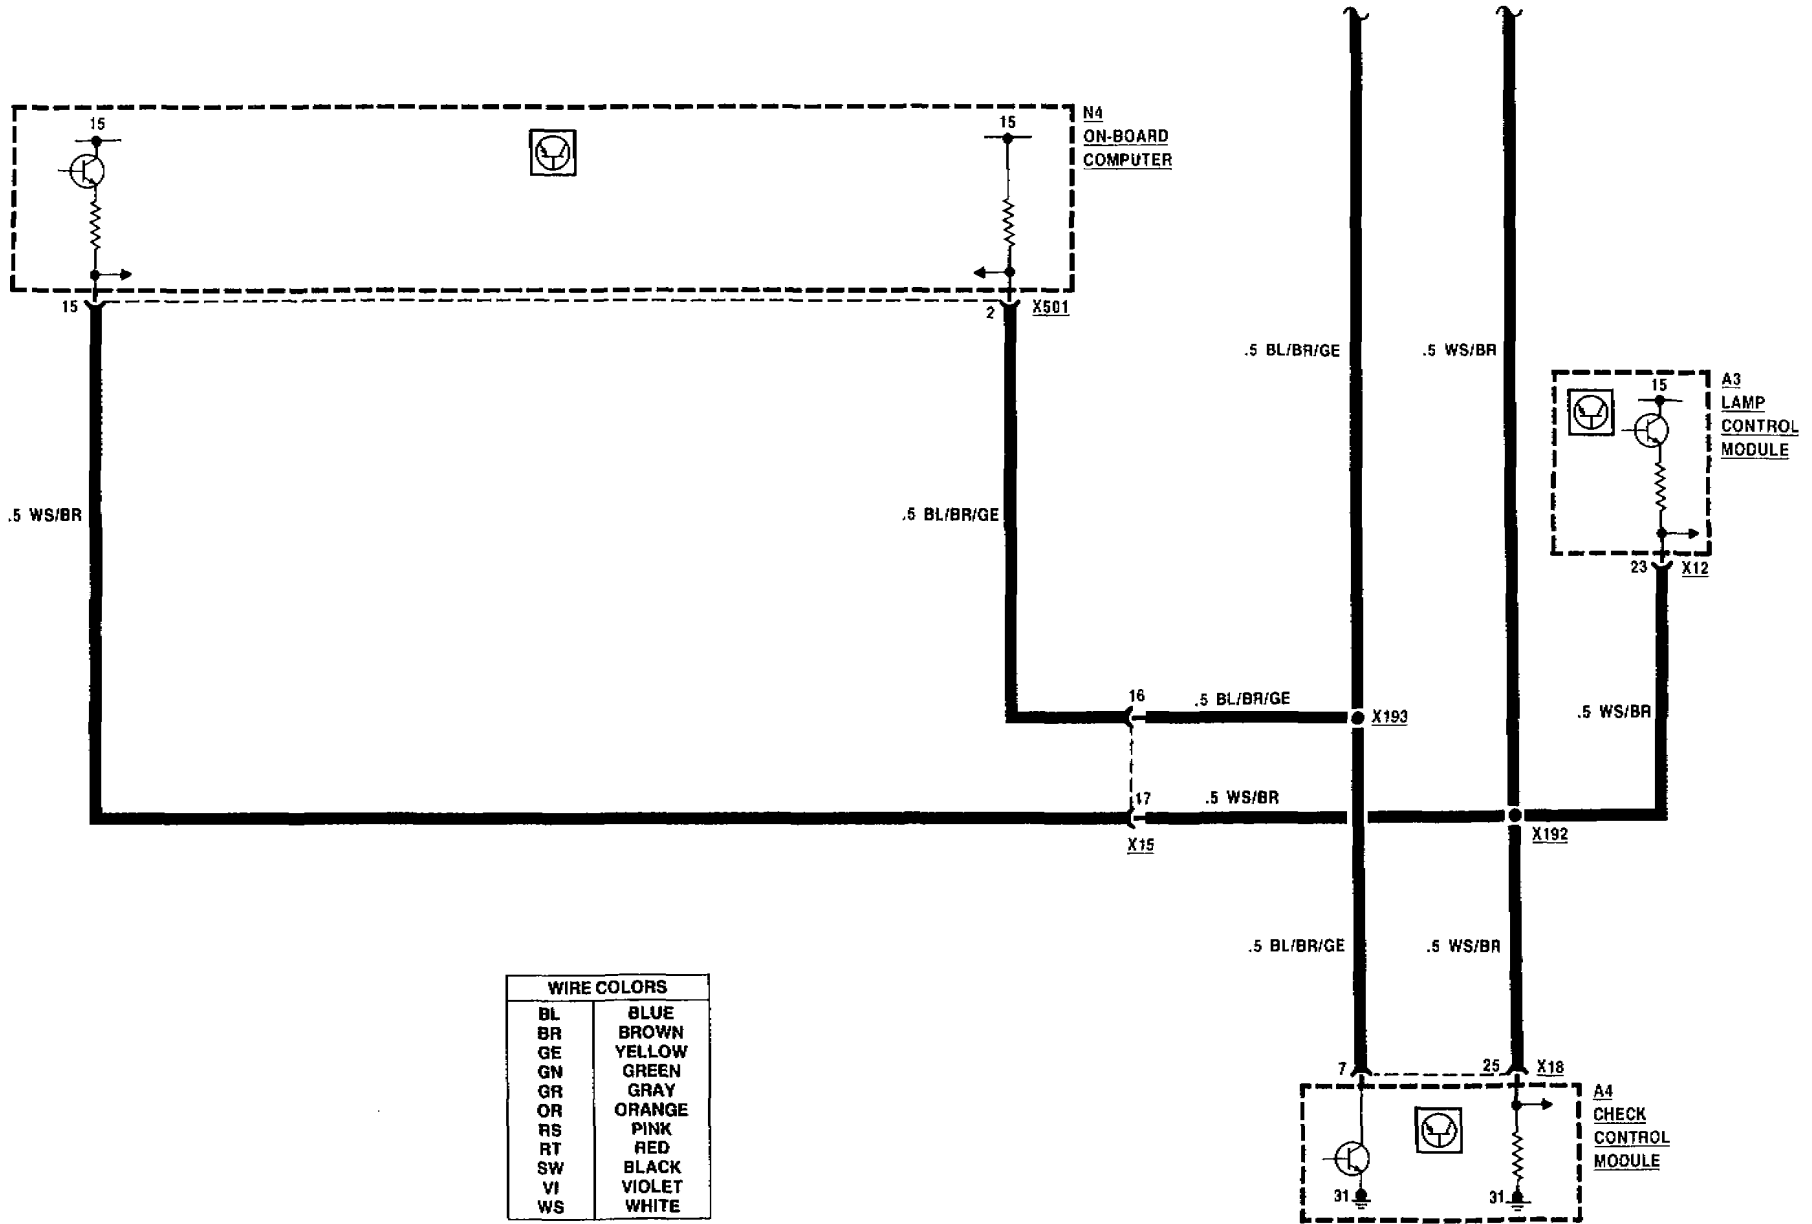 15
15
N4
ON-BOARD
COMPUTER
15
2
X501
.5 BL/BR/GE
.5 WS/BR
15
A3
LAMP
CONTROL
MODULE
.5 WS/BR
.5 BL/BR/GE
23
X12
16
.5 BL/BR/GE
X193
.5 WS/BR
17
.5 WS/BR
X15
X192
.5 BL/BR/GE
.5 WS/BR
WIRE COLORS
BL BLUE
BR BROWN
GE YELLOW
GN GREEN
GR GRAY
OR ORANGE
RS PINK
RT RED
SW BLACK
VI VIOLET
WS WHITE
7
25
X18
A4
CHECK
CONTROL
MODULE
31
31